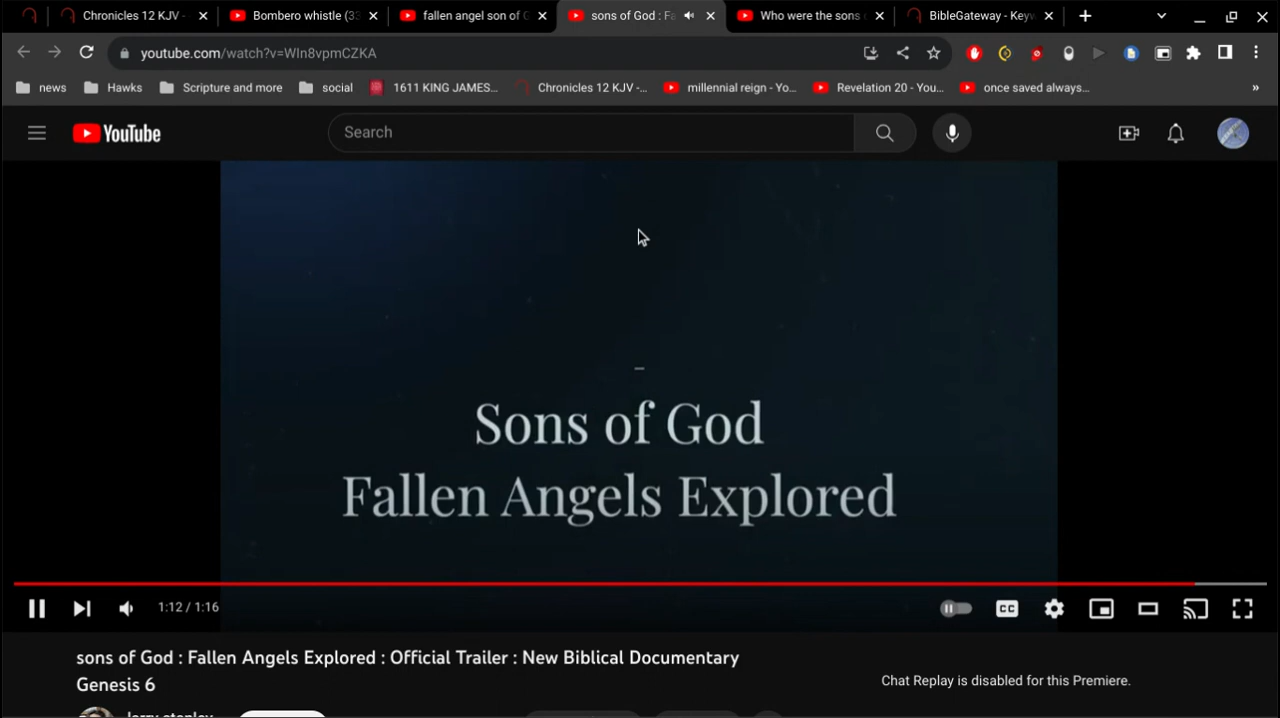 Chronicles 12 KJV -
Bombero whistle (33
fallen angel son of G
sons of God : Fa
Who were the sons
BibleGateway - Keyw
youtube.com/watch?v=WIn8vpmCZKA
news
Hawks
Scripture and more
social
1611 KING JAMES...
Chronicles 12 KJV -...
millennial reign - Yo...
Revelation 20 - You...
once saved always...
»
YouTube
Search
Sons of God
Fallen Angels Explored
1:12 / 1:16
CC
sons of God : Fallen Angels Explored : Official Trailer : New Biblical Documentary
Genesis 6
Chat Replay is disabled for this Premiere.